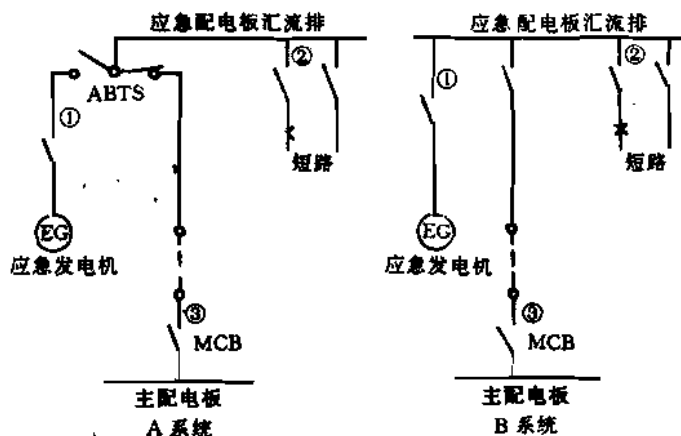 应急配电板汇流排
ABTS
①
②
短路
EG
应急发电机
③
MCB
主配电板
A 系统
应急配电板汇流排
①
②
短路
EG
应急发电机
③
MCB
主配电板
B 系统